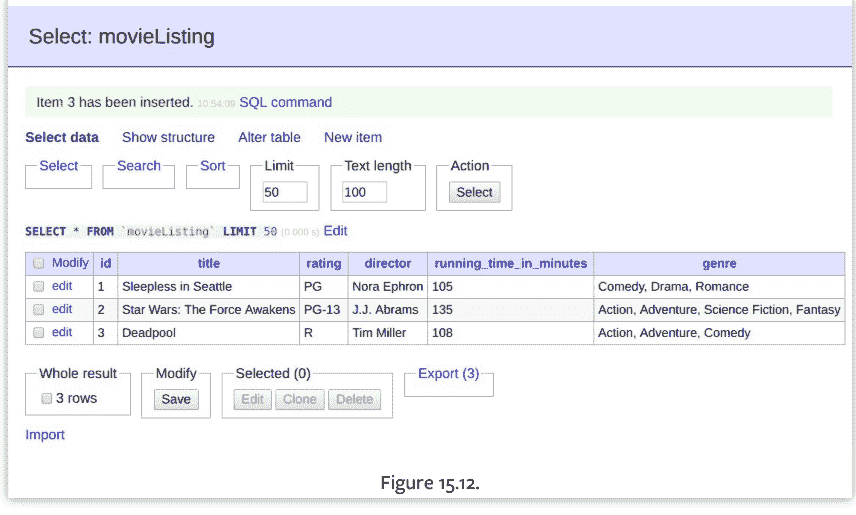 Select: movieListing
Item 3 has been inserted. 10:54:09 SQL command
Select data Show structure Alter table New item
Select Search Sort Limit Text length Action
50 100 Select
SELECT * FROM `movieListing` LIMIT 50 (0.000 s) Edit
Modify id title rating director running_time_in_minutes genre
edit 1 Sleepless in Seattle PG Nora Ephron 105 Comedy, Drama, Romance
edit 2 Star Wars: The Force Awakens PG-13 J.J. Abrams 135 Action, Adventure, Science Fiction, Fantasy
edit 3 Deadpool R Tim Miller 108 Action, Adventure, Comedy
Whole result Modify Selected (0) Export (3)
3 rows Save Edit Clone Delete
Import
Figure 15.12.